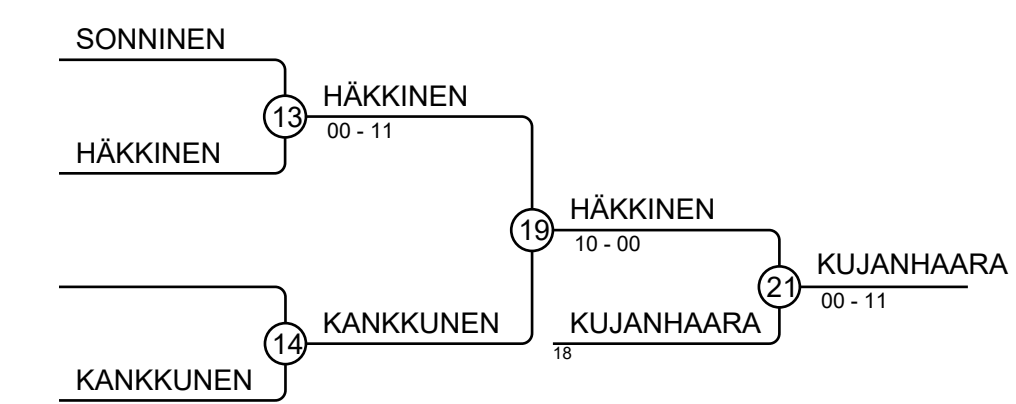 SONNINEN
13
HÄKKINEN
00 - 11
HÄKKINEN
19
HÄKKINEN
10 - 00
21
KUJANHAARA
00 - 11
14
KANKKUNEN
KUJANHAARA
18
KANKKUNEN